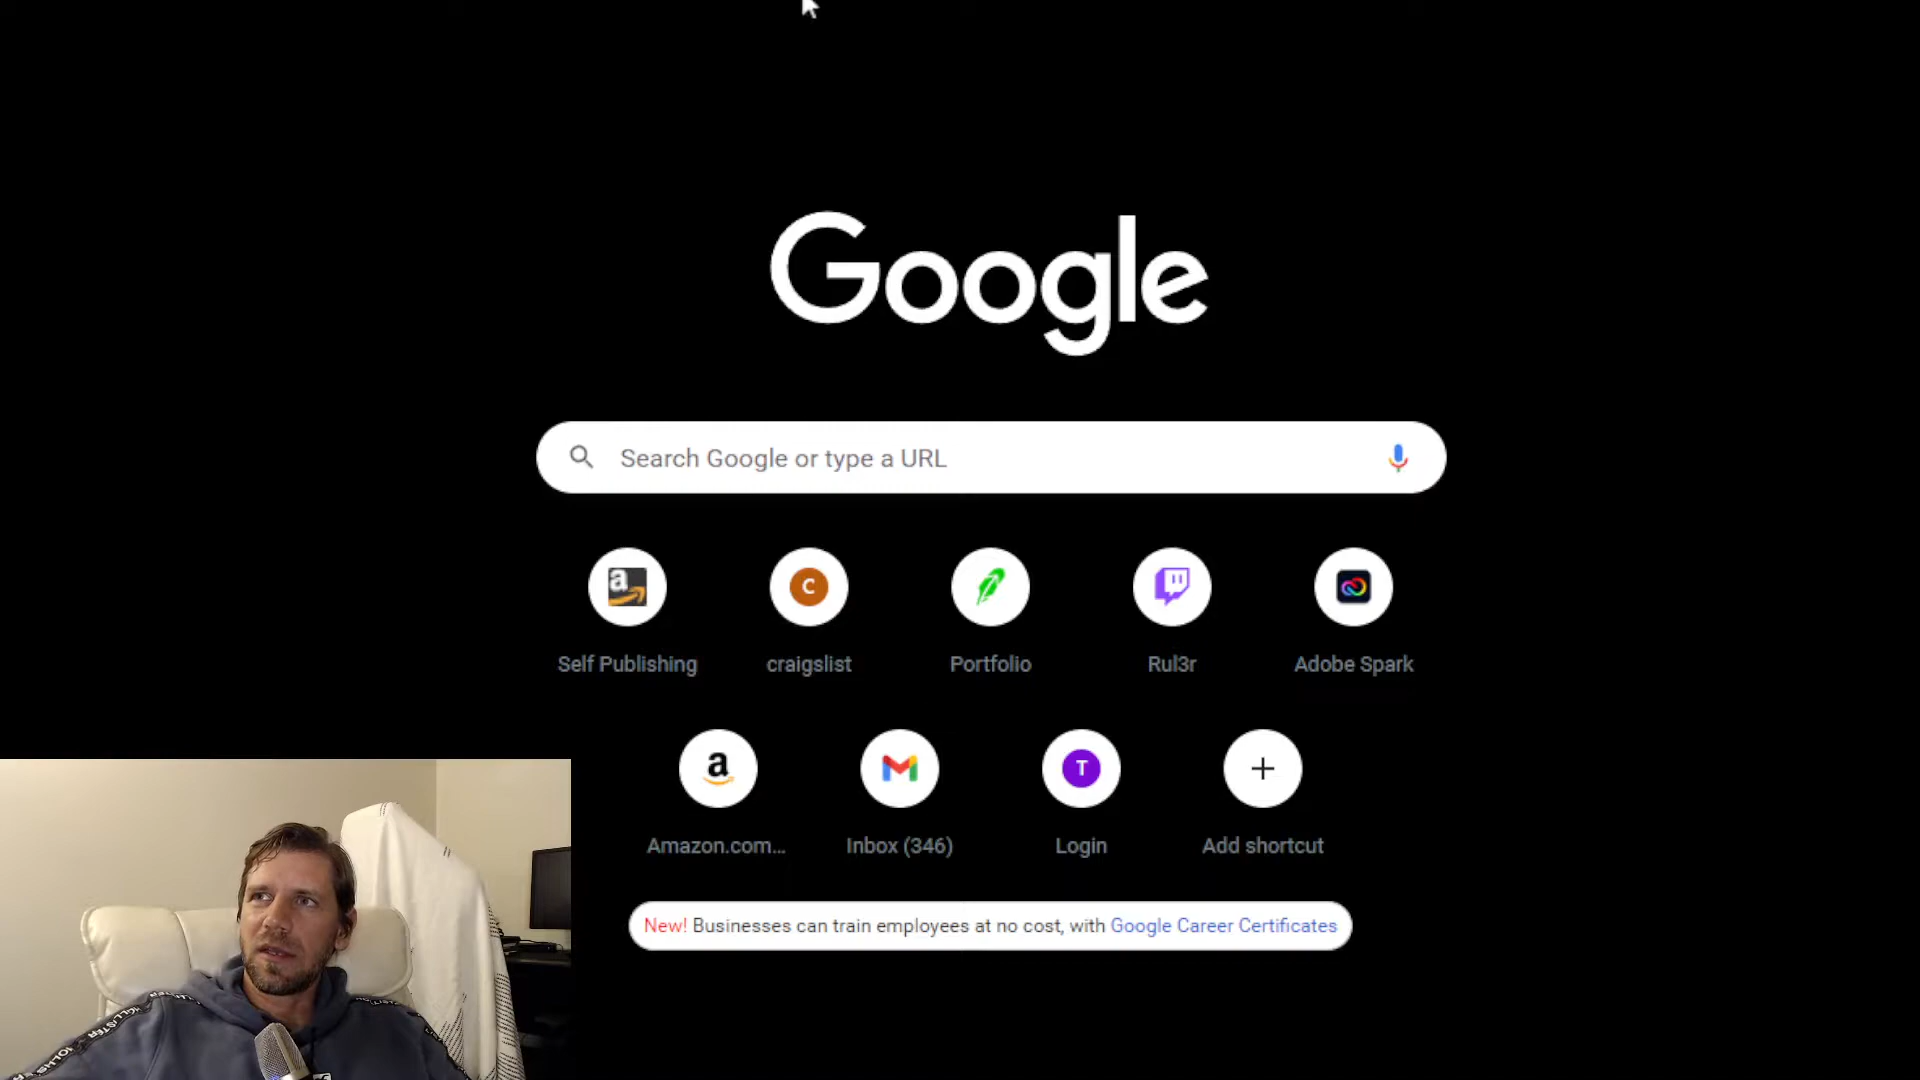 Google
Search Google or type a URL
a
C
Self Publishing
craigslist
Portfolio
Rul3r
Adobe Spark
a
T
Amazon.com...
Inbox (346)
Login
Add shortcut
New! Businesses can train employees at no cost, with Google Career Certificates
HOLLISTER